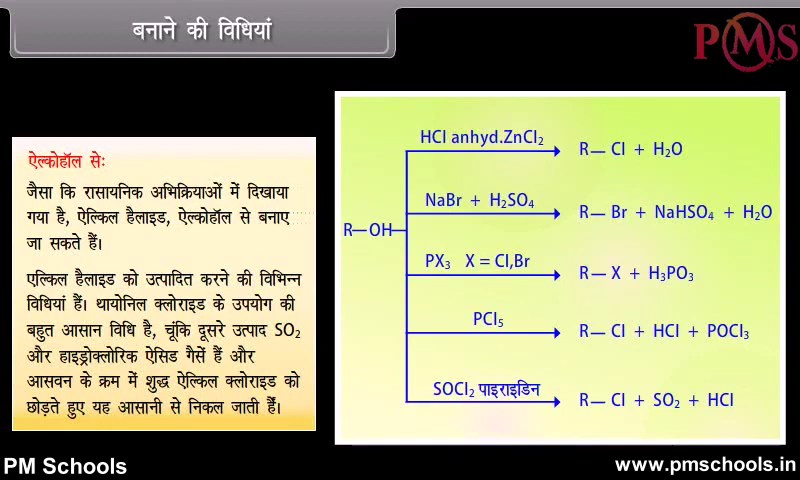 बनाने की विधियां
PMS
ऐल्कोहॉल से:
जैसा कि रासायनिक अभिक्रियाओं में दिखाया
गया है, ऐल्किल हैलाइड, ऐल्कोहॉल से बनाए
जा सकते हैं।
एल्किल हैलाइड को उत्पादित करने की विभिन्न
विधियां हैं। थायोनिल क्लोराइड के उपयोग की
बहुत आसान विधि है, चूंकि दूसरे उत्पाद SO₂
और हाइड्रोक्लोरिक ऐसिड गैसें हैं और
आसवन के क्रम में शुद्ध ऐल्किल क्लोराइड को
छोड़ते हुए यह आसानी से निकल जाती हैं।
R—OH
HCl anhyd.ZnCl₂ R—Cl + H₂O
NaBr + H₂SO₄ R—Br + NaHSO₄ + H₂O
PX₃ X = Cl,Br R—X + H₃PO₃
PCl₅ R—Cl + HCl + POCl₃
SOCl₂ पाइराइडिन R—Cl + SO₂ + HCl
PM Schools www.pmschools.in